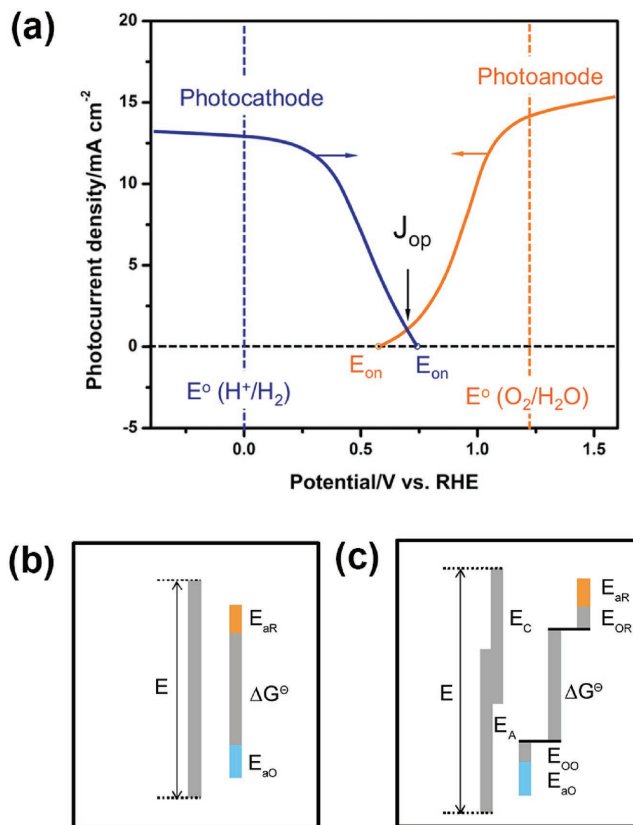 (a)
Photocurrent density/mA cm⁻²
20
15
10
5
0
-5
Photocathode
Photoanode
J_op
E_on
E_on
E° (H⁺/H₂)
E° (O₂/H₂O)
0.0
0.5
1.0
1.5
Potential/V vs. RHE
(b)
E
E_aR
ΔG^⊖
E_aO
(c)
E
E_C
E_A
E_aR
E_OR
ΔG^⊖
E_OO
E_aO